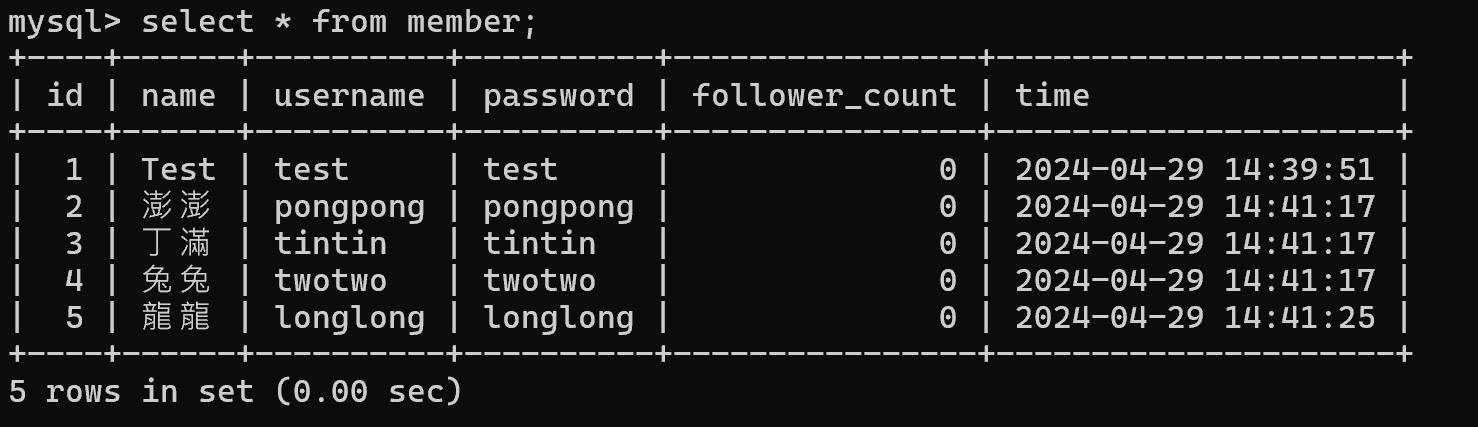 mysql> select * from member;
+----+------+----------+----------+----------------+---------------------+
| id | name | username | password | follower_count | time                |
+----+------+----------+----------+----------------+---------------------+
|  1 | Test | test     | test     |              0 | 2024-04-29 14:39:51 |
|  2 | 澎澎 | pongpong | pongpong |              0 | 2024-04-29 14:41:17 |
|  3 | 丁滿 | tintin   | tintin   |              0 | 2024-04-29 14:41:17 |
|  4 | 兔兔 | twotwo   | twotwo   |              0 | 2024-04-29 14:41:17 |
|  5 | 龍龍 | longlong | longlong |              0 | 2024-04-29 14:41:25 |
+----+------+----------+----------+----------------+---------------------+
5 rows in set (0.00 sec)